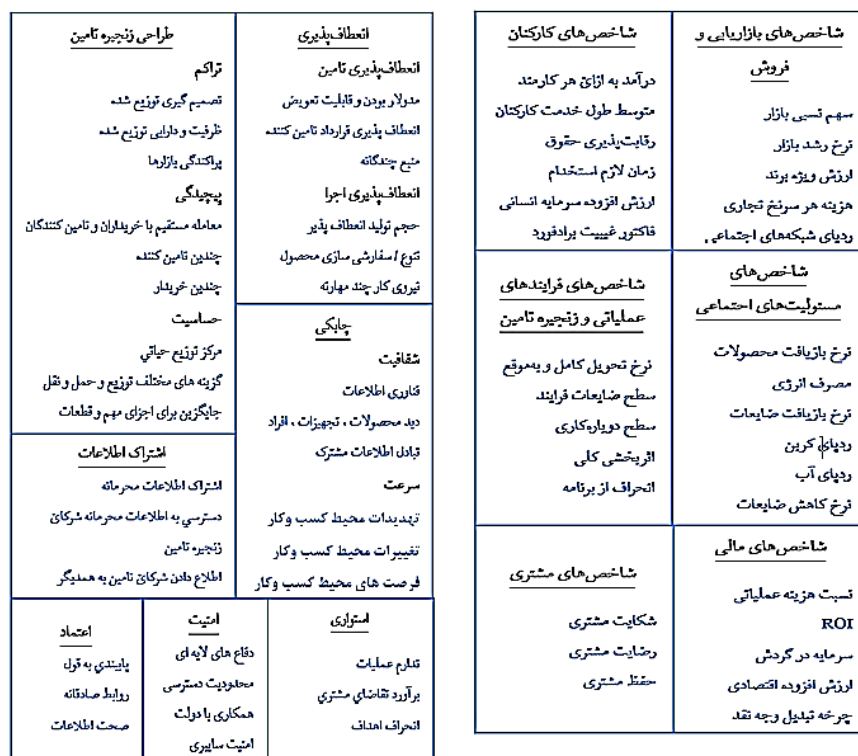 شاخص‌های بازاریابی و
فروش
سهم نسبی بازار
نرخ رشد بازار
ارزش ویژه برند
هزینه هر سرنخ تجاری
ردپای شبکه‌های اجتماعی
شاخص‌های کارکنان
درآمد به ازای هر کارمند
متوسط طول خدمت کارکنان
رقابت‌پذیری حقوق
زمان لازم استخدام
ارزش افزوده سرمایه انسانی
فاکتور غیبت برادفورد
شاخص‌های
مسئولیت‌های اجتماعی
نرخ بازیافت محصولات
مصرف انرژی
نرخ بازیافت ضایعات
ردپای کربن
ردپای آب
نرخ کاهش ضایعات
شاخص‌های فرایندهای
عملیاتی و زنجیره تامین
نرخ تحویل کامل و به‌موقع
سطح ضایعات فرایند
سطح دوباره‌کاری
اثربخشی کلی
انحراف از برنامه
شاخص‌های مالی
نسبت هزینه عملیاتی
ROI
سرمایه در گردش
ارزش افزوده اقتصادی
چرخه تبدیل وجه نقد
شاخص‌های مشتری
شکایت مشتری
رضایت مشتری
حفظ مشتری
انعطاف‌پذیری
انعطاف‌پذیری تامین
مدولار بودن و قابلیت تعویض
انعطاف پذیری قرارداد تامین کننده
منبع چندگانه
انعطاف‌پذیری اجرا
حجم تولید انعطاف پذیر
تنوع / سفارشی سازی محصول
نیروی کار چند مهارته
طراحی زنجیره تامین
تراکم
تصمیم گیری توزیع شده
ظرفیت و دارایی توزیع شده
پراکندگی بازارها
پیچیدگی
معامله مستقیم با خریداران و تامین کنندگان
چندین تامین کننده
چندین خریدار
حساسیت
مرکز توزیع حیاتي
گزینه های مختلف توزیع و حمل و نقل
جایگزین برای اجزای مهم و قطعات
چابکی
شفافیت
فناوری اطلاعات
دید محصولات ، تجهیزات ، افراد
تبادل اطلاعات مشترک
سرعت
تهدیدات محیط کسب وکار
تغییرات محیط کسب وکار
فرصت های محیط کسب وکار
اشتراک اطلاعات
اشتراک اطلاعات محرمانه
دسترسي به اطلاعات محرمانه شرکای
زنجیره تامین
اطلاع دادن شرکای تامین به همدیگر
استواری
تداوم عملیات
برآورد تقاضاي مشتري
انحراف اهداف
امنیت
دفاع های لایه ای
محدودیت دسترسی
همکاری با دولت
امنیت سایبری
اعتماد
پایبندي به قول
روابط صادقانه
صحت اطلاعات